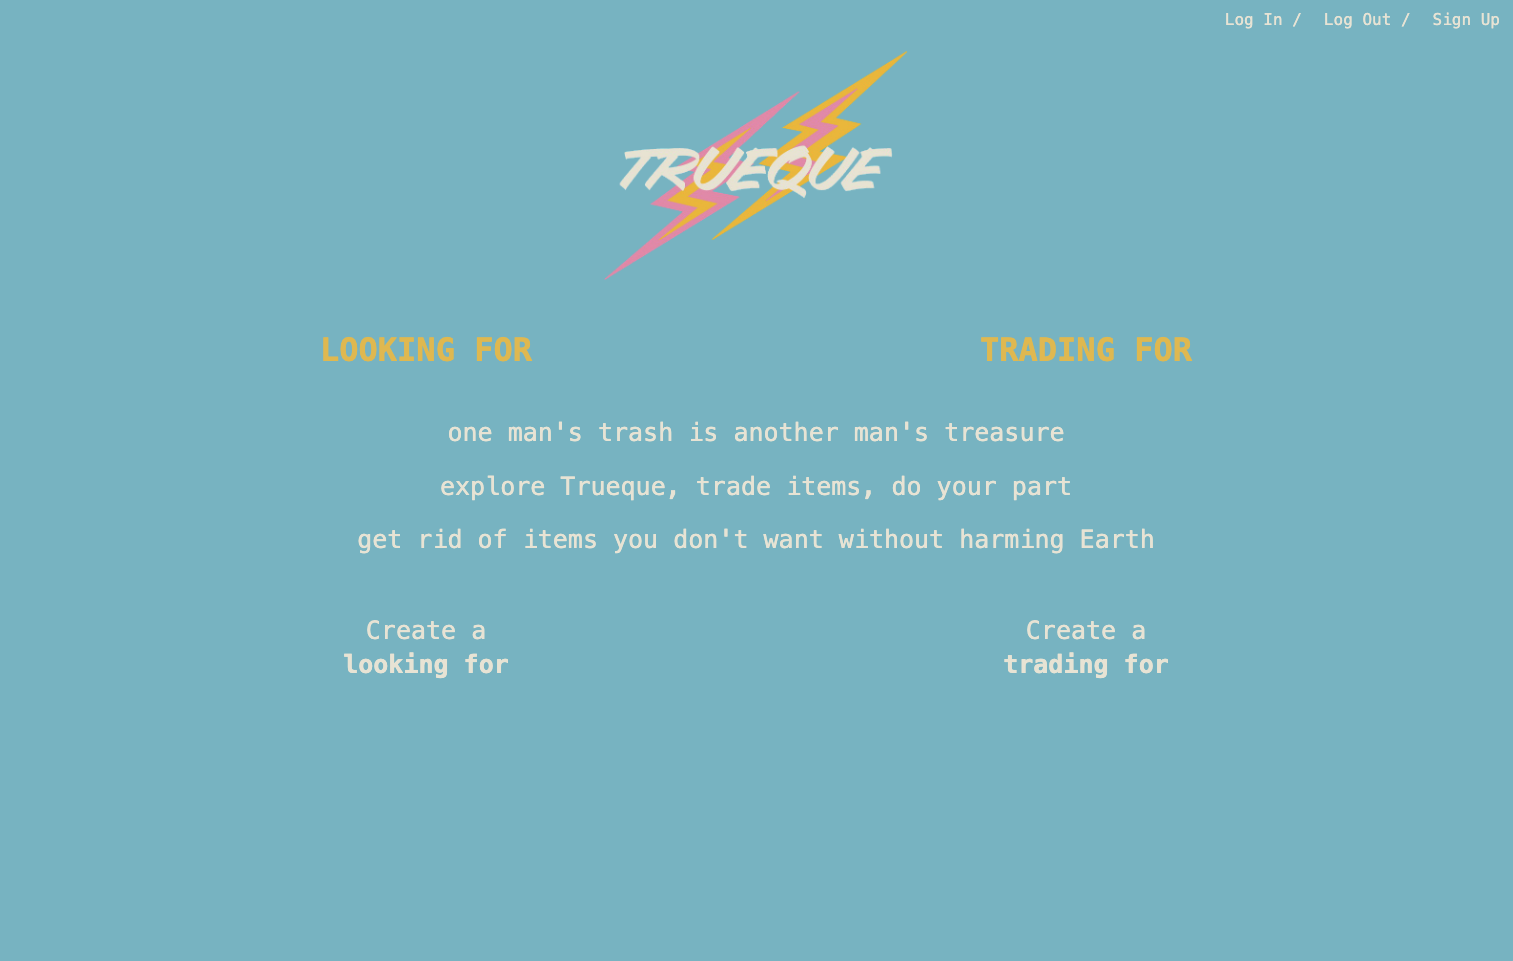 Log In / Log Out / Sign Up
TRUEQUE
LOOKING FOR
TRADING FOR
one man's trash is another man's treasure
explore Trueque, trade items, do your part
get rid of items you don't want without harming Earth
Create a
looking for
Create a
trading for